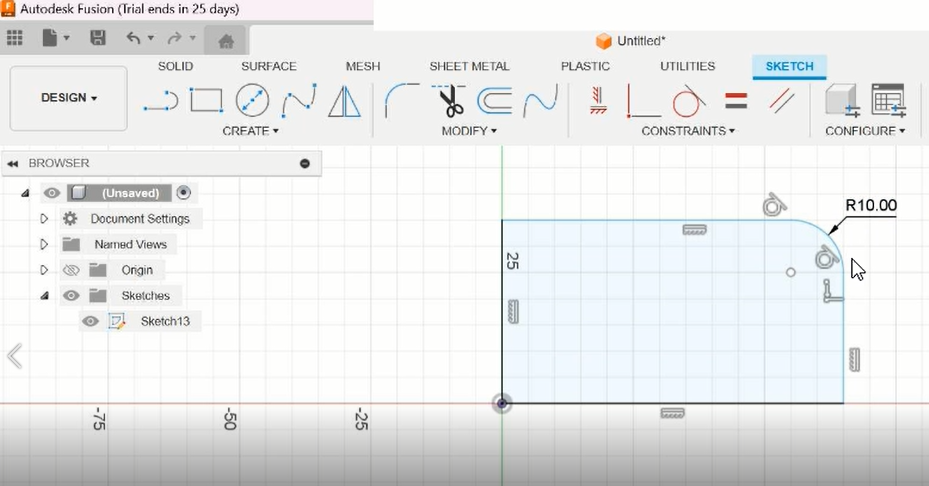 Autodesk Fusion (Trial ends in 25 days)
Untitled*
SOLID SURFACE MESH SHEET METAL PLASTIC UTILITIES SKETCH
DESIGN
CREATE MODIFY CONSTRAINTS CONFIGURE
BROWSER
(Unsaved)
Document Settings
Named Views
Origin
Sketches
Sketch13
R10.00
25
-75 -50 -25